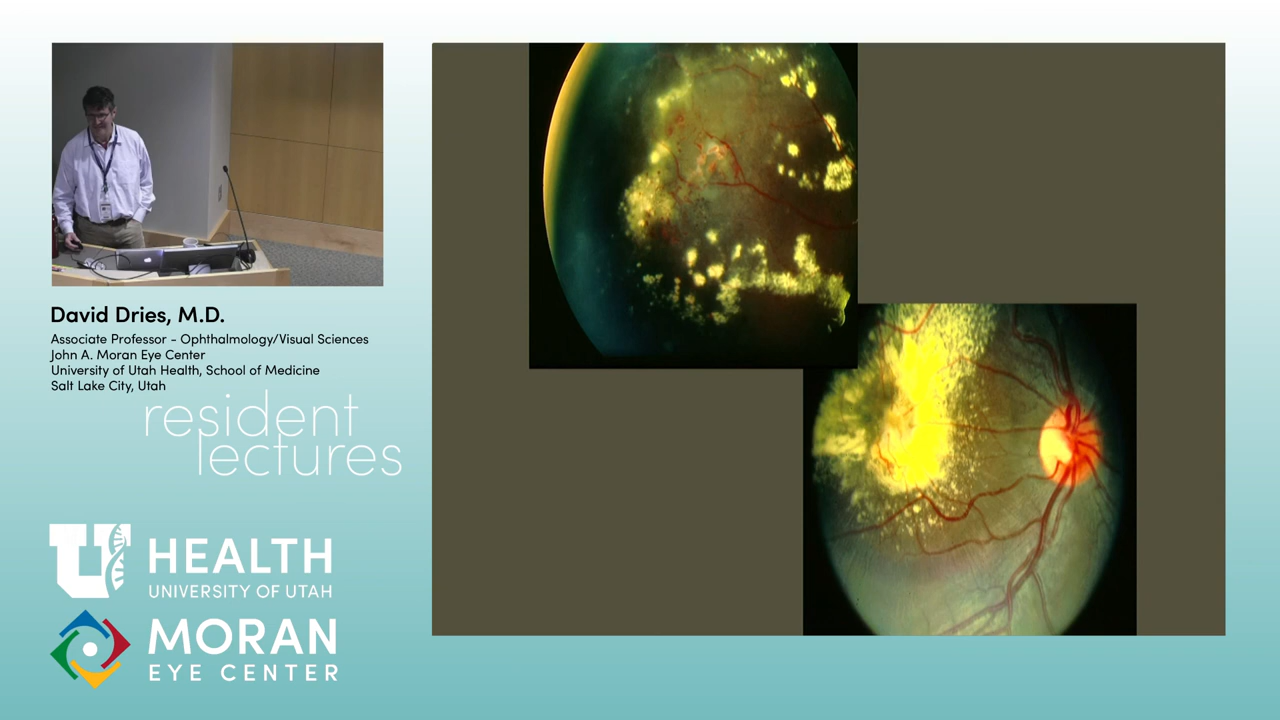 David Dries, M.D.
Associate Professor - Ophthalmology/Visual Sciences
John A. Moran Eye Center
University of Utah Health, School of Medicine
Salt Lake City, Utah
resident
lectures
U HEALTH
UNIVERSITY OF UTAH
MORAN
EYE CENTER